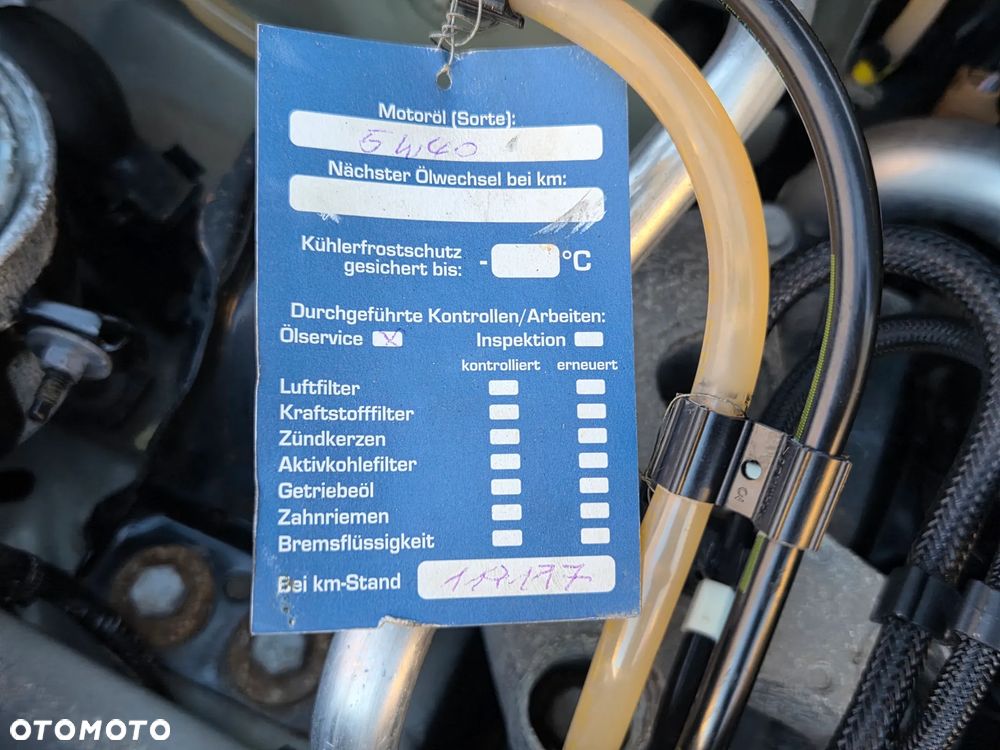 Motoröl (Sorte):
5W40
Nächster Ölwechsel bei km:
Kühlerfrostschutz
gesichert bis: - °C
Durchgeführte Kontrollen/Arbeiten:
Ölservice X Inspektion
kontrolliert erneuert
Luftfilter
Kraftstofffilter
Zündkerzen
Aktivkohlefilter
Getriebeöl
Zahnriemen
Bremsflüssigkeit
Bei km-Stand
OTOMOTO